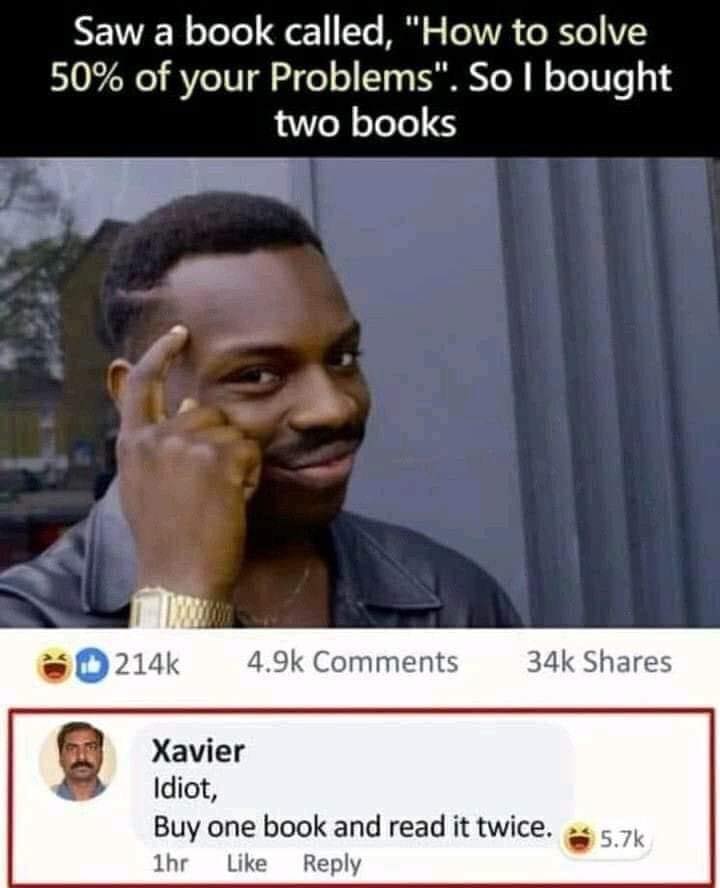 Saw a book called, "How to solve
50% of your Problems". So I bought
two books
214k 4.9k Comments 34k Shares
Xavier
Idiot,
Buy one book and read it twice.
5.7k
1hr Like Reply